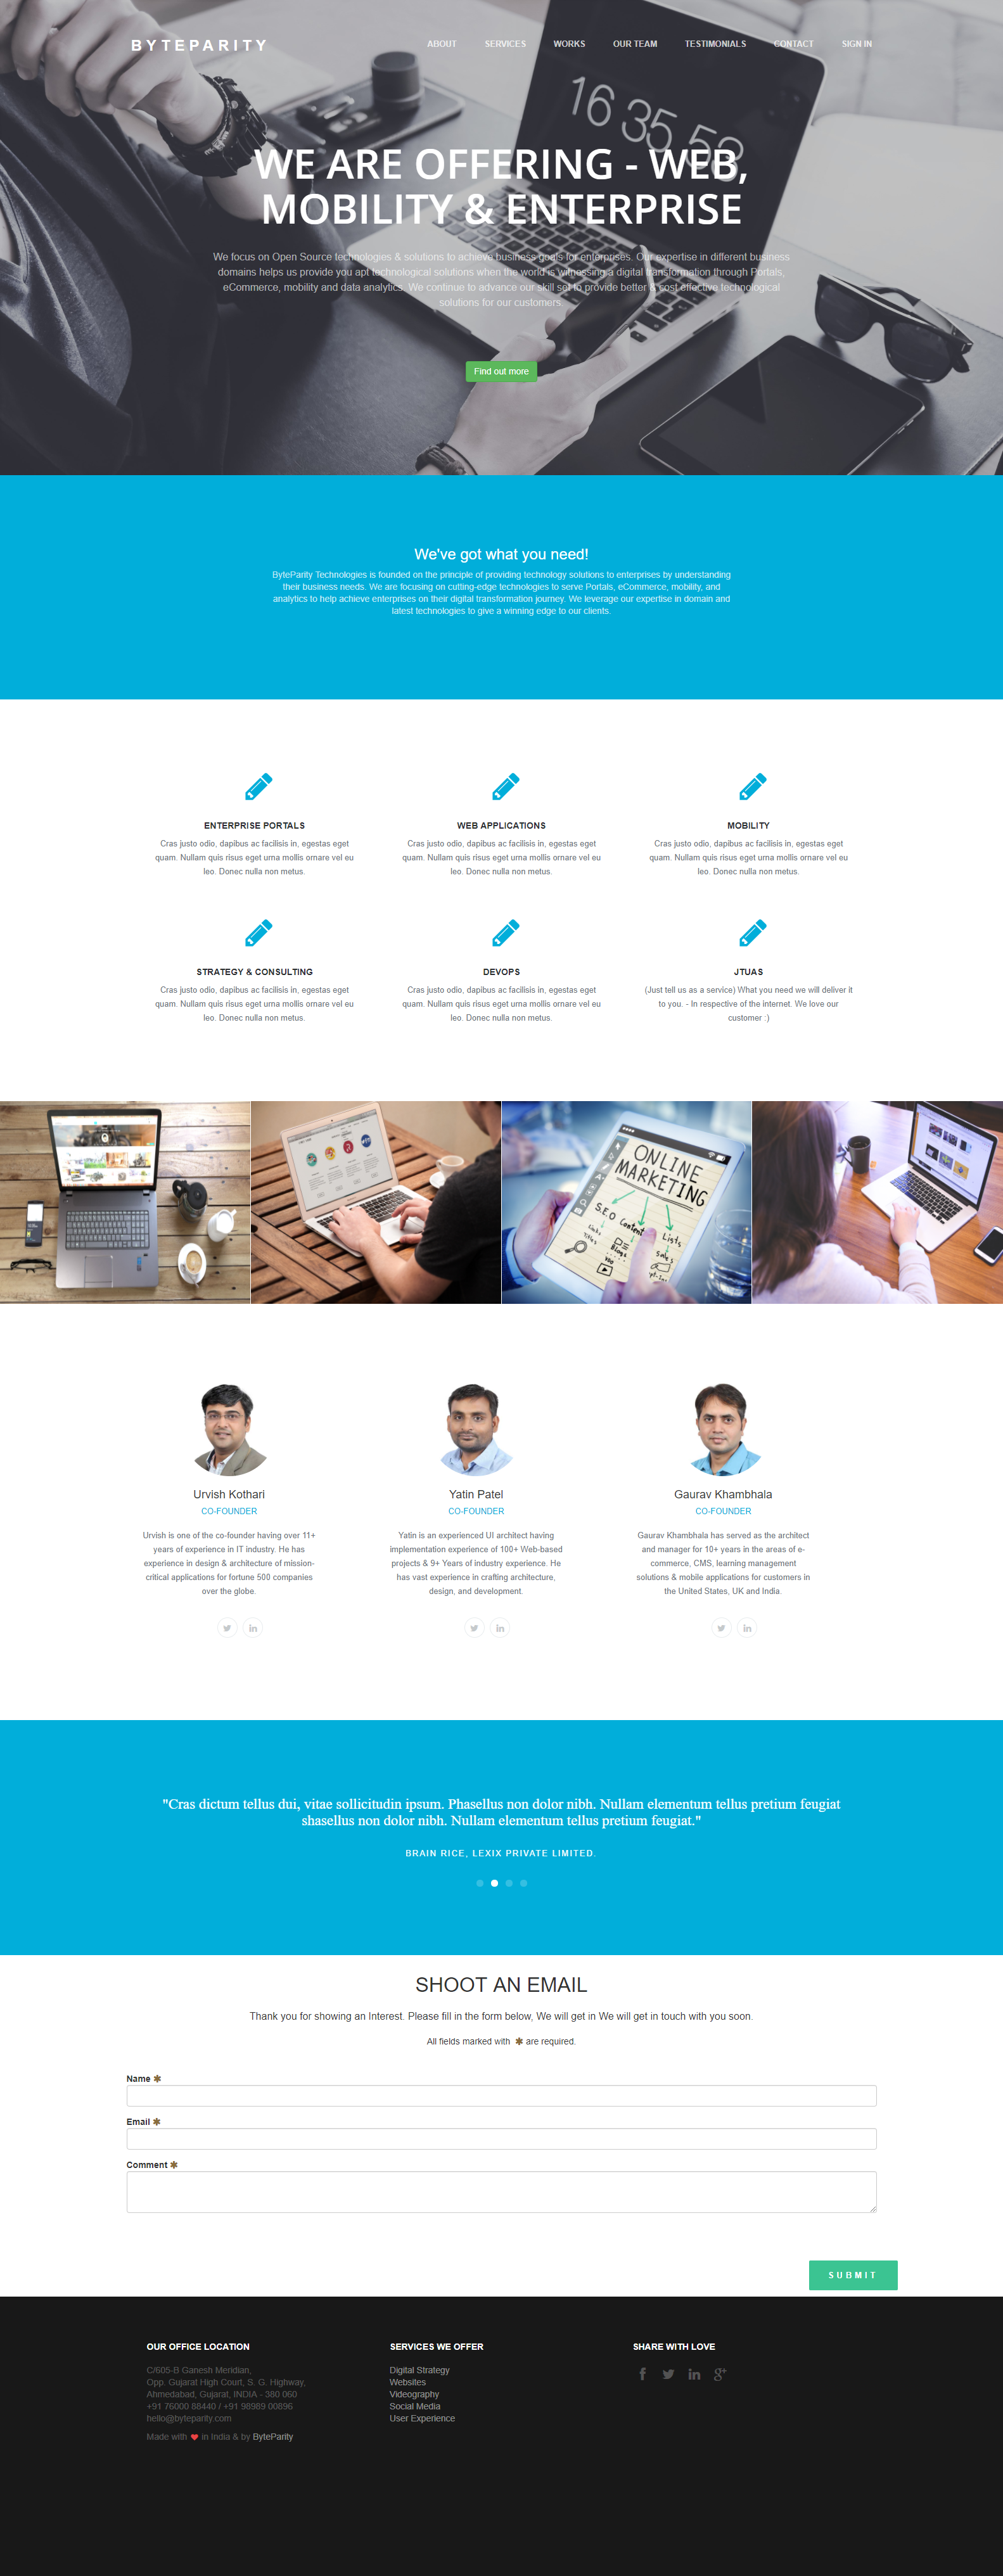 BYTEPARITY
ABOUT SERVICES WORKS OUR TEAM TESTIMONIALS CONTACT SIGN IN
16 35 58
WE ARE OFFERING - WEB,
MOBILITY & ENTERPRISE
We focus on Open Source technologies & solutions to achieve business goals for enterprises. Our expertise in different business
domains helps us provide you apt technological solutions when the world is witnessing a digital transformation through Portals,
eCommerce, mobility and data analytics. We continue to advance our skill set to provide better & cost effective technological
solutions for our customers.
Find out more
We've got what you need!
ByteParity Technologies is founded on the principle of providing technology solutions to enterprises by understanding
their business needs. We are focusing on cutting-edge technologies to serve Portals, eCommerce, mobility, and
analytics to help achieve enterprises on their digital transformation journey. We leverage our expertise in domain and
latest technologies to give a winning edge to our clients.
ENTERPRISE PORTALS
Cras justo odio, dapibus ac facilisis in, egestas eget
quam. Nullam quis risus eget urna mollis ornare vel eu
leo. Donec nulla non metus.
WEB APPLICATIONS
Cras justo odio, dapibus ac facilisis in, egestas eget
quam. Nullam quis risus eget urna mollis ornare vel eu
leo. Donec nulla non metus.
MOBILITY
Cras justo odio, dapibus ac facilisis in, egestas eget
quam. Nullam quis risus eget urna mollis ornare vel eu
leo. Donec nulla non metus.
STRATEGY & CONSULTING
Cras justo odio, dapibus ac facilisis in, egestas eget
quam. Nullam quis risus eget urna mollis ornare vel eu
leo. Donec nulla non metus.
DEVOPS
Cras justo odio, dapibus ac facilisis in, egestas eget
quam. Nullam quis risus eget urna mollis ornare vel eu
leo. Donec nulla non metus.
JTUAS
(Just tell us as a service) What you need we will deliver it
to you. - In respective of the internet. We love our
customer :)
ONLINE
MARKETING
S.E.O Content Lists
Blogs Sales
Urvish Kothari
CO-FOUNDER
Urvish is one of the co-founder having over 11+
years of experience in IT industry. He has
experience in design & architecture of mission-
critical applications for fortune 500 companies
over the globe.
Yatin Patel
CO-FOUNDER
Yatin is an experienced UI architect having
implementation experience of 100+ Web-based
projects & 9+ Years of industry experience. He
has vast experience in crafting architecture,
design, and development.
Gaurav Khambhala
CO-FOUNDER
Gaurav Khambhala has served as the architect
and manager for 10+ years in the areas of e-
commerce, CMS, learning management
solutions & mobile applications for customers in
the United States, UK and India.
"Cras dictum tellus dui, vitae sollicitudin ipsum. Phasellus non dolor nibh. Nullam elementum tellus pretium feugiat
shasellus non dolor nibh. Nullam elementum tellus pretium feugiat."
BRAIN RICE, LEXIX PRIVATE LIMITED.
SHOOT AN EMAIL
Thank you for showing an Interest. Please fill in the form below, We will get in We will get in touch with you soon.
All fields marked with ✱ are required.
Name ✱
Email ✱
Comment ✱
SUBMIT
OUR OFFICE LOCATION
C/605-B Ganesh Meridian,
Opp. Gujarat High Court, S. G. Highway,
Ahmedabad, Gujarat, INDIA - 380 060
+91 76000 88440 / +91 98989 00896
hello@byteparity.com
Made with ♥ in India & by ByteParity
SERVICES WE OFFER
Digital Strategy
Websites
Videography
Social Media
User Experience
SHARE WITH LOVE